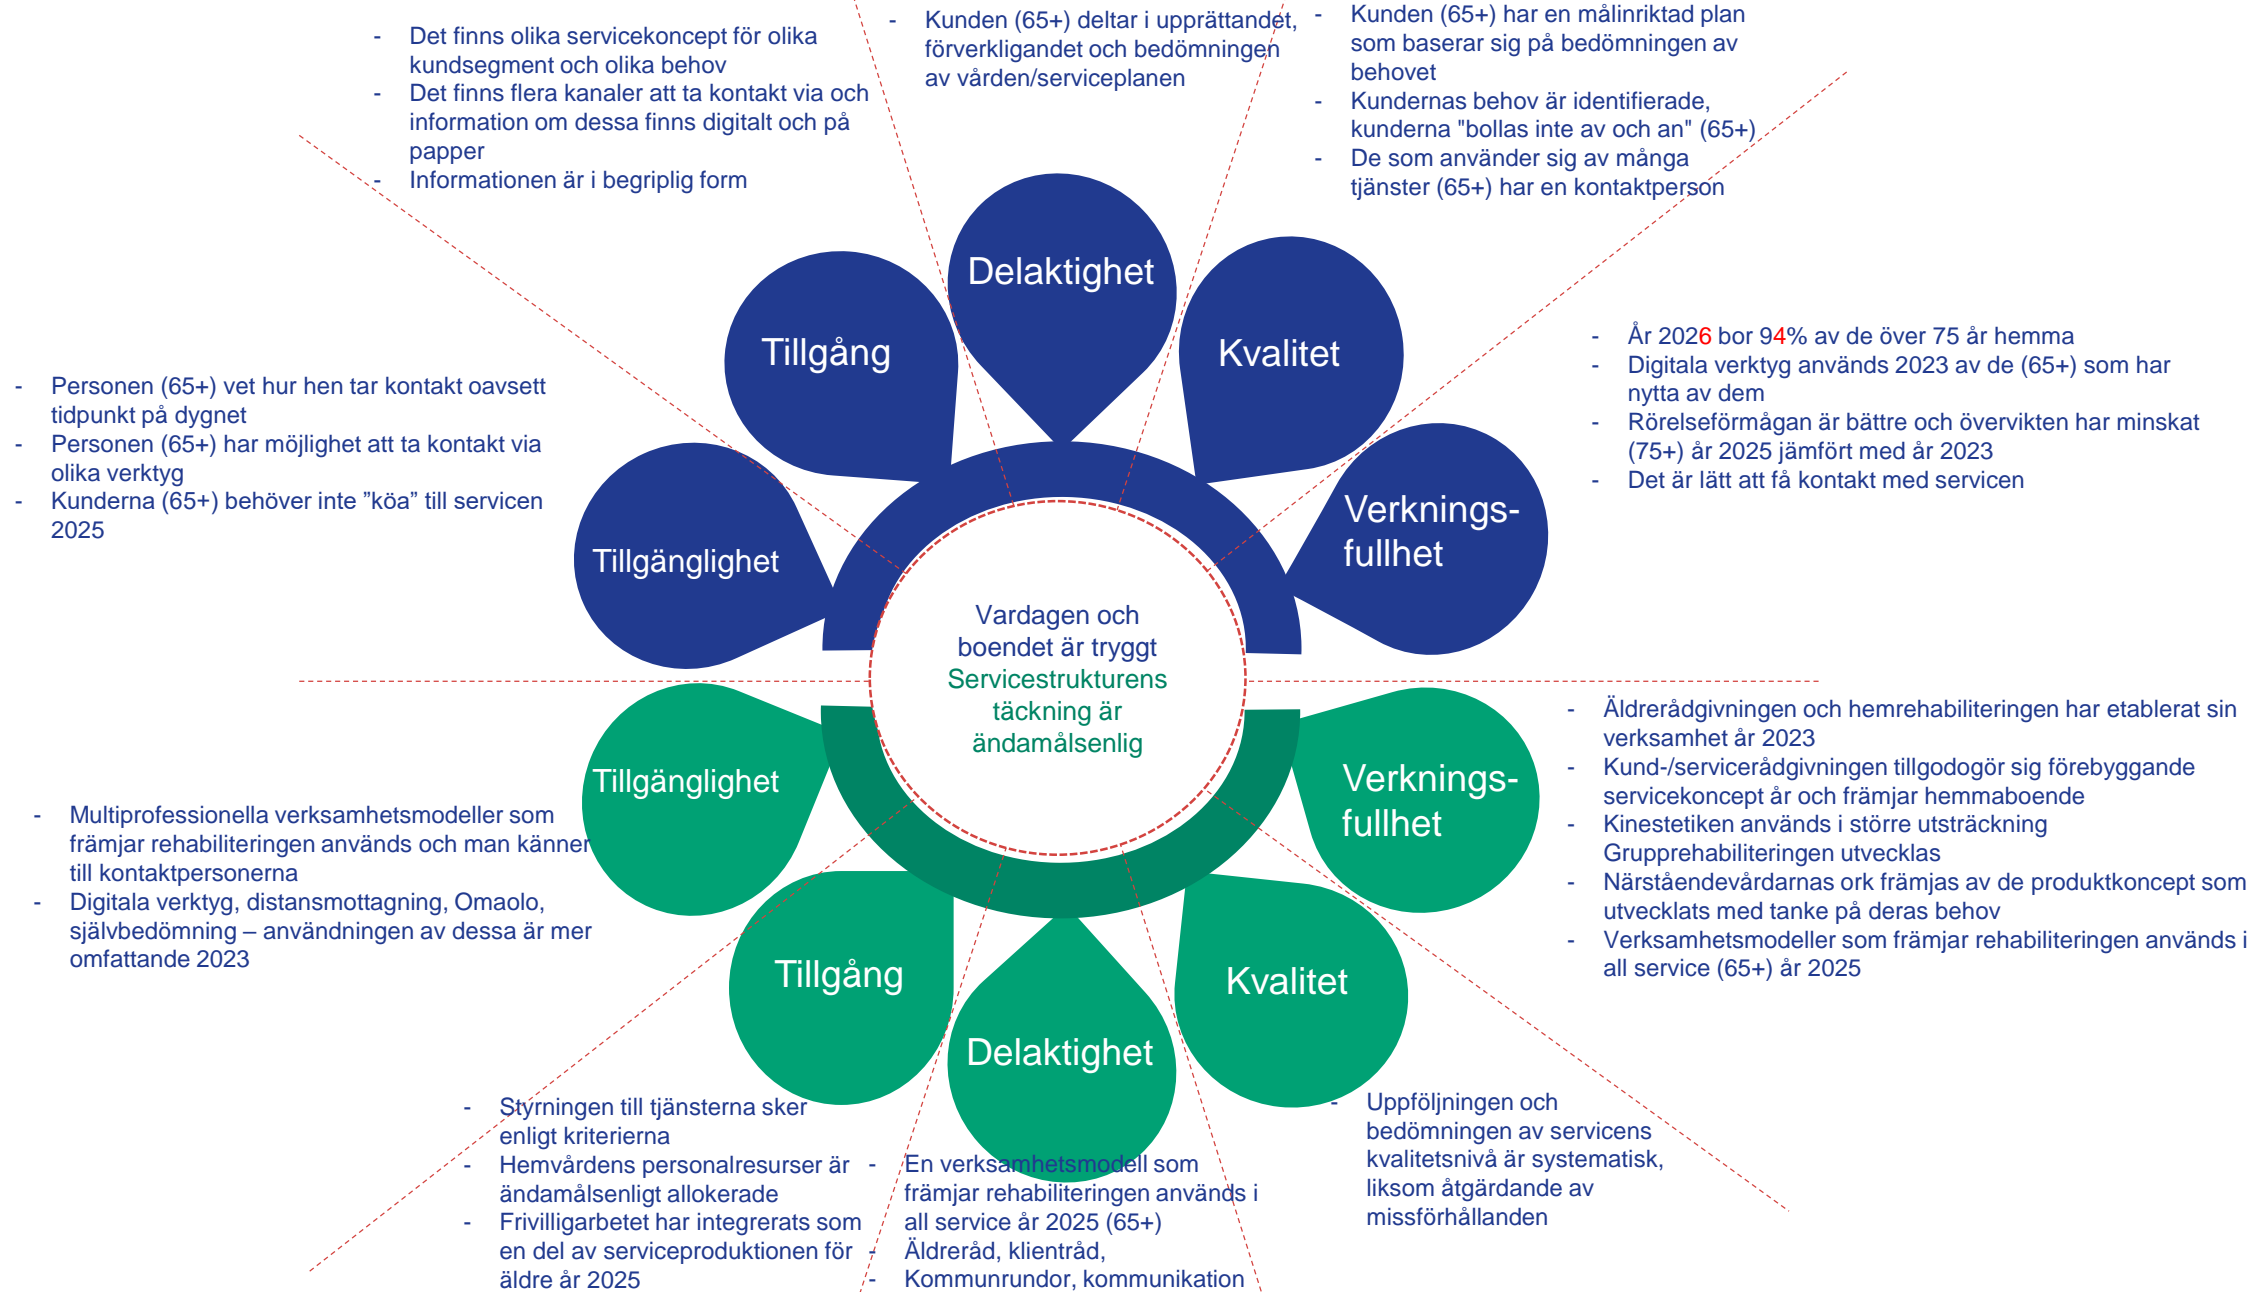 - Det finns olika servicekoncept för olika
kundsegment och olika behov
- Det finns flera kanaler att ta kontakt via och
information om dessa finns digitalt och på
papper
- Informationen är i begriplig form
- Kunden (65+) deltar i upprättandet,
förverkligandet och bedömningen
av vården/serviceplanen
- Kunden (65+) har en målinriktad plan
som baserar sig på bedömningen av
behovet
- Kundernas behov är identifierade,
kunderna "bollas inte av och an" (65+)
- De som använder sig av många
tjänster (65+) har en kontaktperson
Delaktighet
Tillgång
Kvalitet
- Personen (65+) vet hur hen tar kontakt oavsett
tidpunkt på dygnet
- Personen (65+) har möjlighet att ta kontakt via
olika verktyg
- Kunderna (65+) behöver inte ”köa” till servicen
2025
- År 2026 bor 94% av de över 75 år hemma
- Digitala verktyg används 2023 av de (65+) som har
nytta av dem
- Rörelseförmågan är bättre och övervikten har minskat
(75+) år 2025 jämfört med år 2023
- Det är lätt att få kontakt med servicen
Tillgänglighet
Verknings-
fullhet
Vardagen och
boendet är tryggt
Servicestrukturens
täckning är
ändamålsenlig
Tillgänglighet
Verknings-
fullhet
- Multiprofessionella verksamhetsmodeller som
främjar rehabiliteringen används och man känner
till kontaktpersonerna
- Digitala verktyg, distansmottagning, Omaolo,
självbedömning – användningen av dessa är mer
omfattande 2023
- Äldrerådgivningen och hemrehabiliteringen har etablerat sin
verksamhet år 2023
- Kund-/servicerådgivningen tillgodogör sig förebyggande
servicekoncept år och främjar hemmaboende
- Kinestetiken används i större utsträckning
Grupprehabiliteringen utvecklas
- Närståendevårdarnas ork främjas av de produktkoncept som
utvecklats med tanke på deras behov
- Verksamhetsmodeller som främjar rehabiliteringen används i
all service (65+) år 2025
Tillgång
Kvalitet
Delaktighet
- Styrningen till tjänsterna sker
enligt kriterierna
- Hemvårdens personalresurser är
ändamålsenligt allokerade
- Frivilligarbetet har integrerats som
en del av serviceproduktionen för
äldre år 2025
- En verksamhetsmodell som
främjar rehabiliteringen används i
all service år 2025 (65+)
- Äldreråd, klientråd,
- Kommunrundor, kommunikation
- Uppföljningen och
bedömningen av servicens
kvalitetsnivå är systematisk,
liksom åtgärdande av
missförhållanden